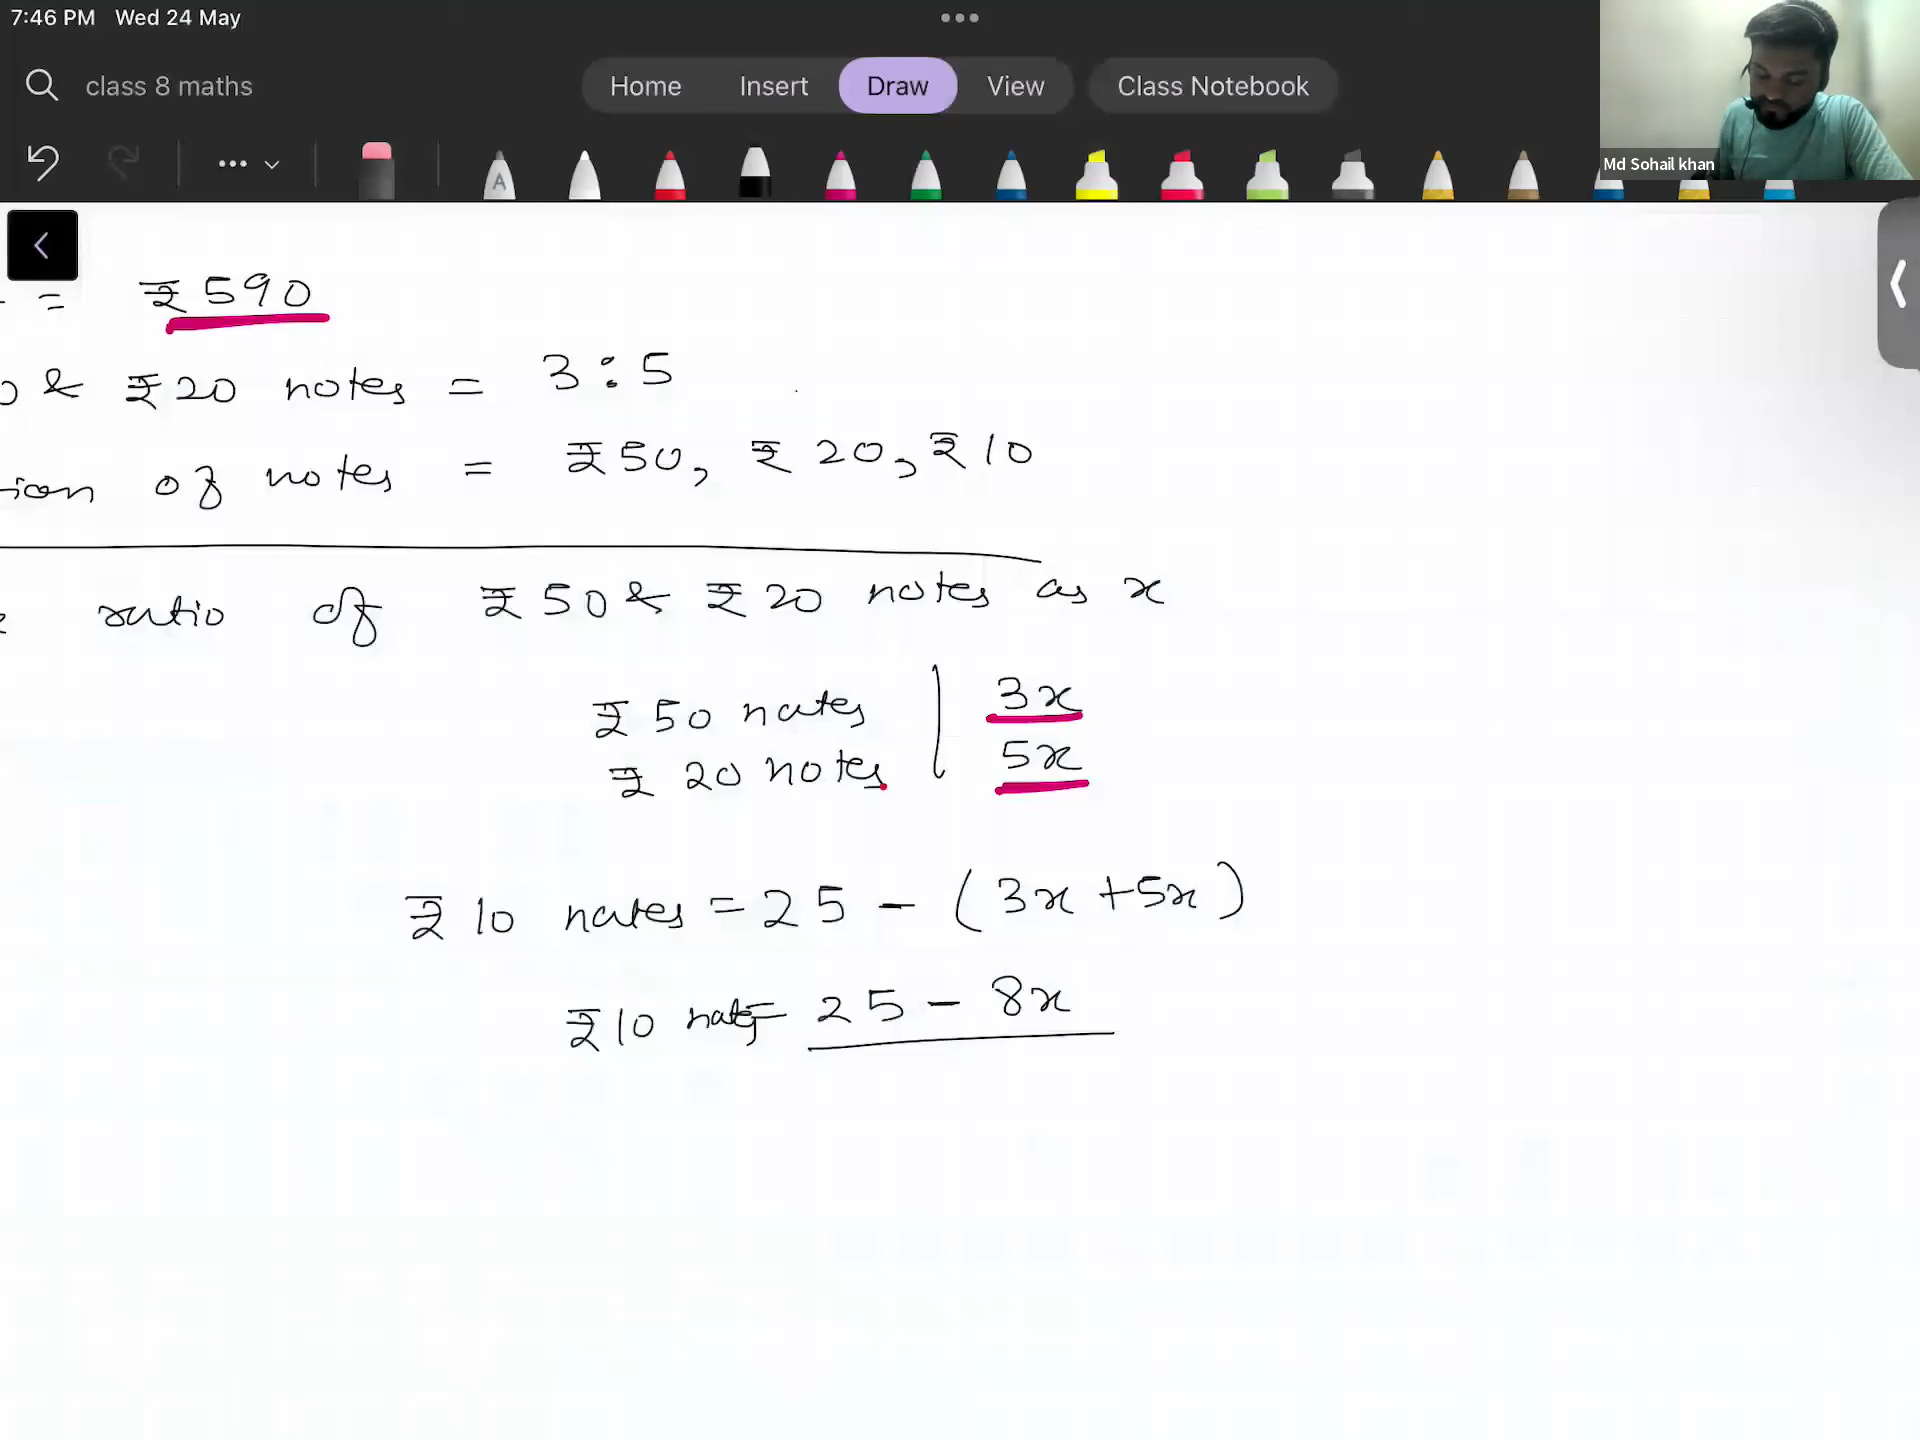 7:46 PM Wed 24 May
class 8 maths
Home Insert Draw View Class Notebook
A
Md Sohail khan
= ₹590
& ₹20 notes = 3:5
of notes = ₹50, ₹20, ₹10
ratio of ₹50 & ₹20 notes as x
₹50 notes | 3x
₹20 notes | 5x
₹10 notes = 25 - (3x + 5x)
₹10 notes = 25 - 8x